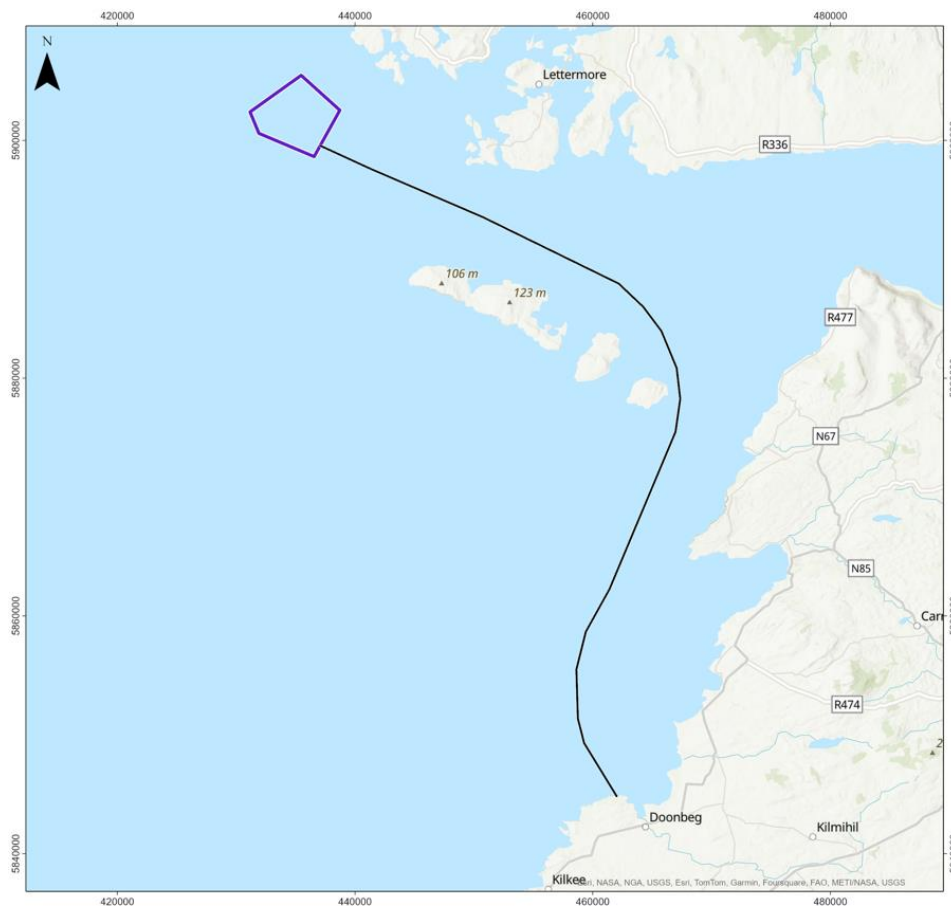 420000 440000 460000 480000
N
Lettermore
5900000
R336
106 m
123 m
R477
5880000
N67
N85
5860000
Carr
R474
2
Doonbeg
Kilmihil
5840000
Kilkee
Esri, NASA, NGA, USGS, Esri, TomTom, Garmin, Foursquare, FAO, METI/NASA, USGS
420000 440000 460000 480000